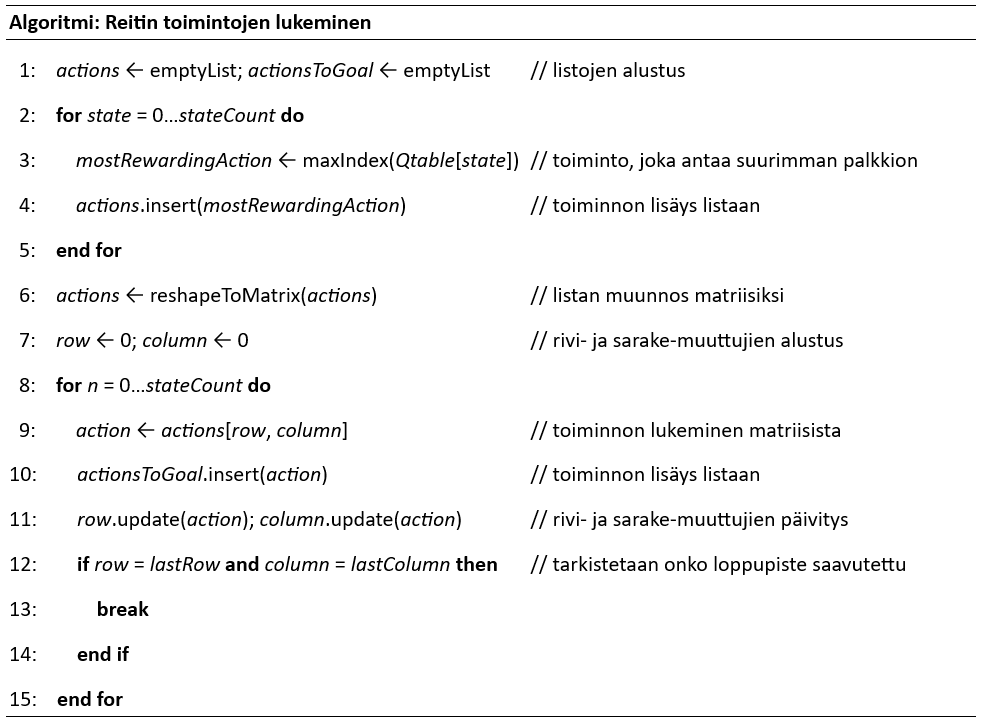 Algoritmi: Reitin toimintojen lukeminen
1: actions ← emptyList; actionsToGoal ← emptyList // listojen alustus
2: for state = 0...stateCount do
3: mostRewardingAction ← maxIndex(Qtable[state]) // toiminto, joka antaa suurimman palkkion
4: actions.insert(mostRewardingAction) // toiminnon lisäys listaan
5: end for
6: actions ← reshapeToMatrix(actions) // listan muunnos matriisiksi
7: row ← 0; column ← 0 // rivi- ja sarake-muuttujien alustus
8: for n = 0...stateCount do
9: action ← actions[row, column] // toiminnon lukeminen matriisista
10: actionsToGoal.insert(action) // toiminnon lisäys listaan
11: row.update(action); column.update(action) // rivi- ja sarake-muuttujien päivitys
12: if row = lastRow and column = lastColumn then // tarkistetaan onko loppupiste saavutettu
13: break
14: end if
15: end for